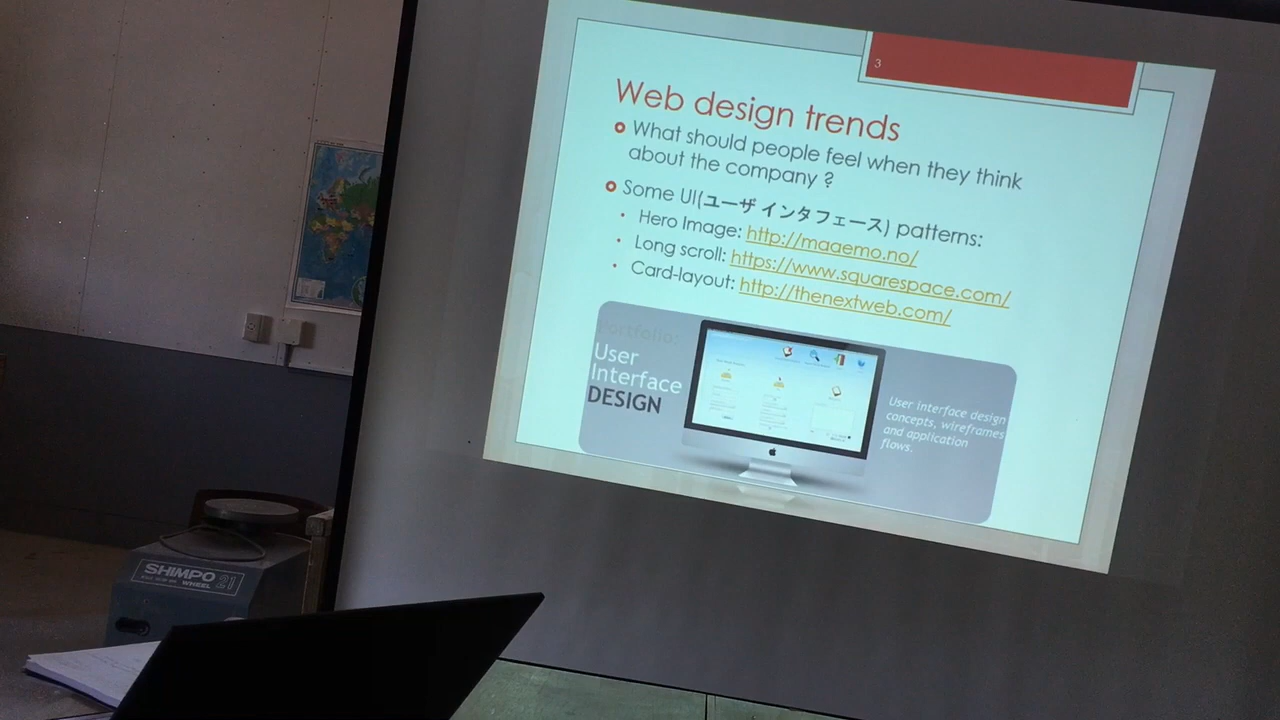 3
Web design trends
What should people feel when they think
about the company ?
Some UI(ユーザ インタフェース) patterns:
Hero Image: http://maaemo.no/
Long scroll: https://www.squarespace.com/
Card-layout: http://thenextweb.com/
Portfolio:
User
Interface
DESIGN
User interface design
concepts, wireframes
and application
flows.
SHIMPO
WHEEL 21